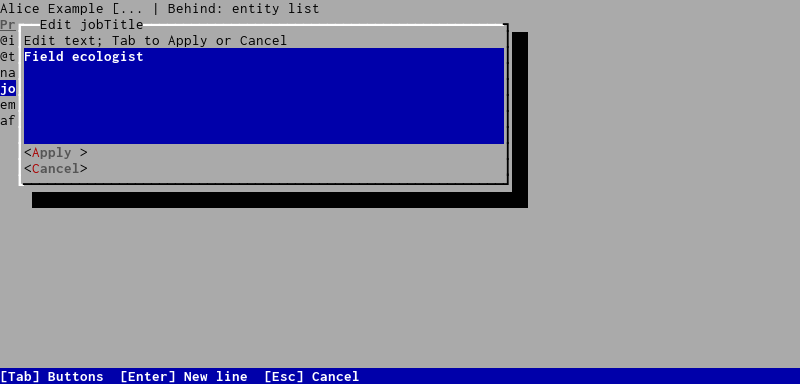 Alice Example [... | Behind: entity list
Pr
Edit jobTitle
@i
Edit text; Tab to Apply or Cancel
@t
Field ecologist
na
jo
em
af
<Apply >
<Cancel>
[Tab] Buttons  [Enter] New line  [Esc] Cancel